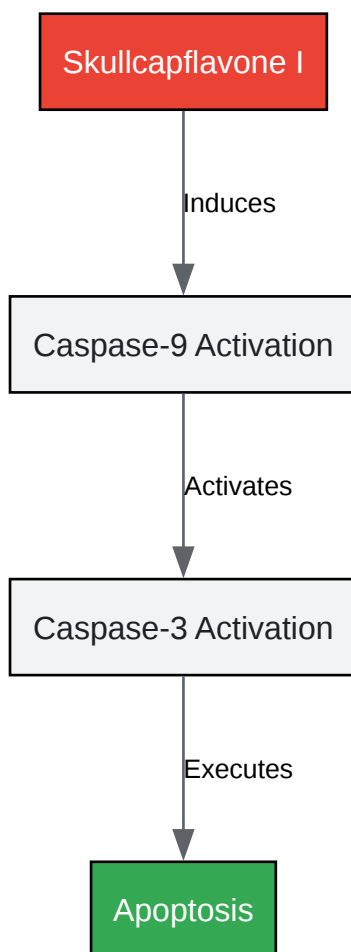 Skullcapflavone I
Induces
Caspase-9 Activation
Activates
Caspase-3 Activation
Executes
Apoptosis